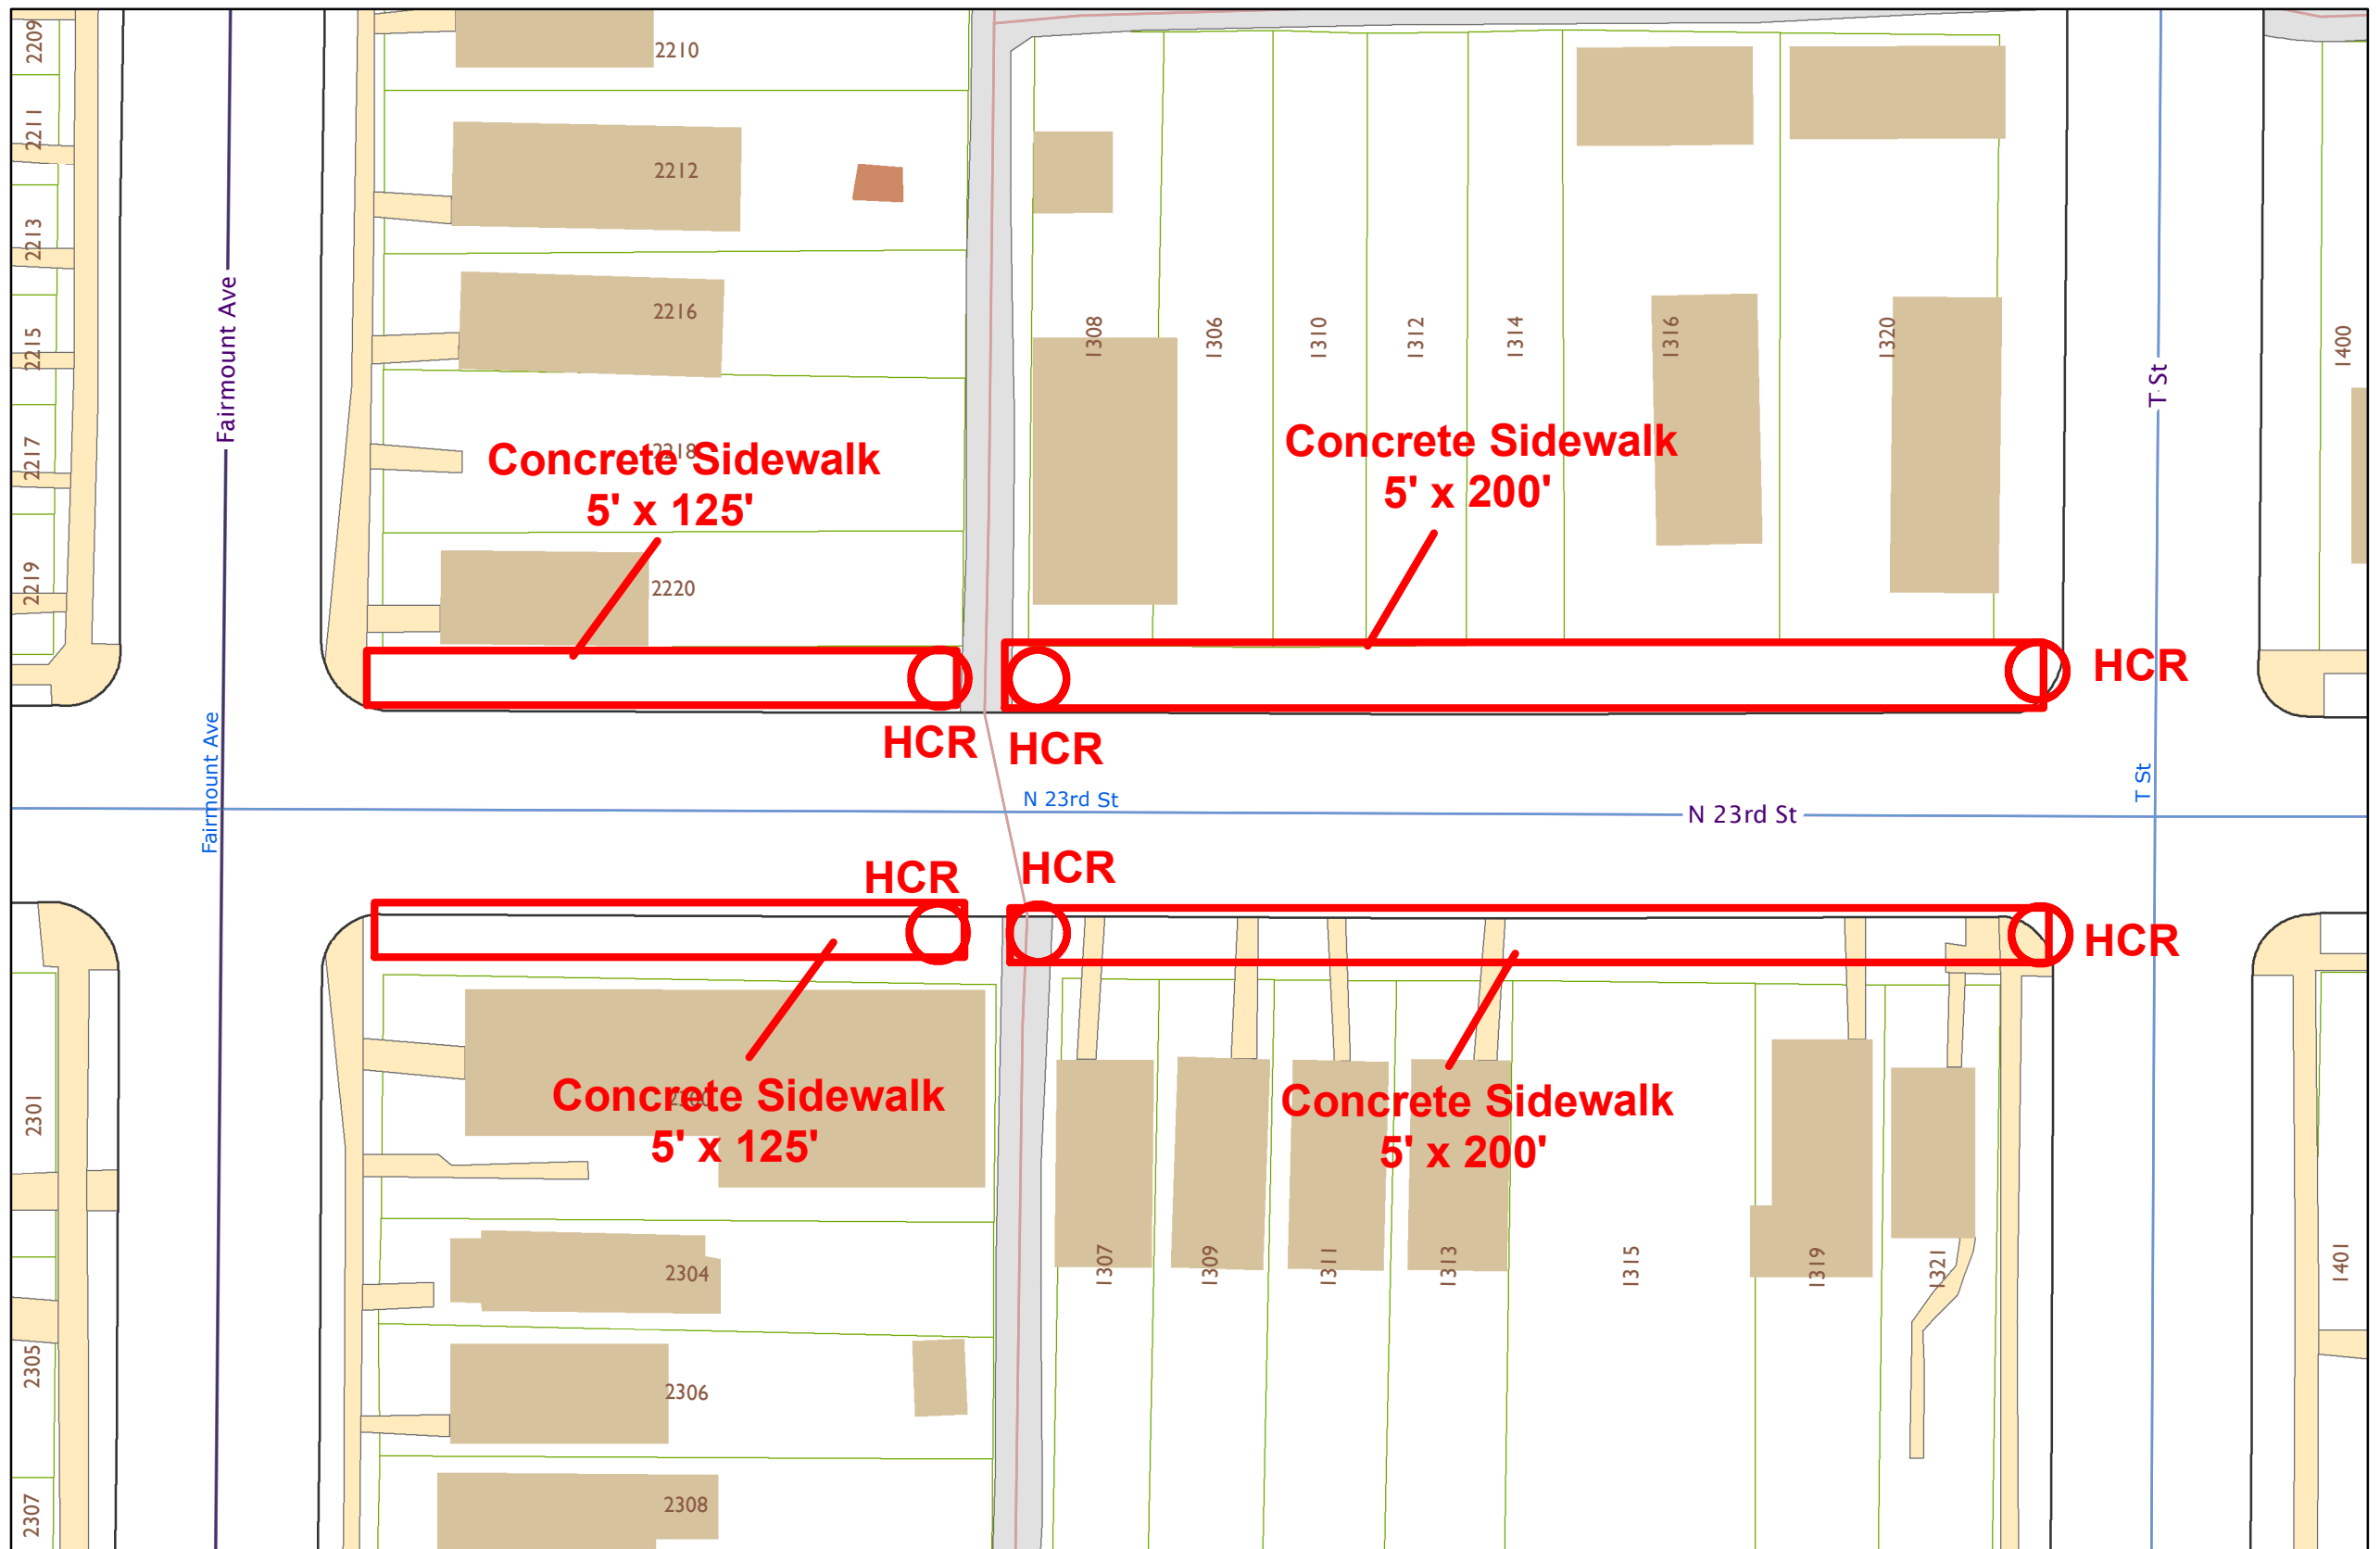 2209
2210
2211
2212
2213
2215
2216
2217
2218
2219
2220
Fairmount Ave
1308
1306
1310
1312
1314
1316
1320
1400
T St
Concrete Sidewalk
5' x 125'
Concrete Sidewalk
5' x 200'
HCR
HCR
HCR
Fairmount Ave
N 23rd St
N 23rd St
T St
HCR
HCR
HCR
2301
2300
Concrete Sidewalk
5' x 125'
Concrete Sidewalk
5' x 200'
2304
1307
1309
1311
1313
1315
1319
1321
1401
2305
2306
2307
2308